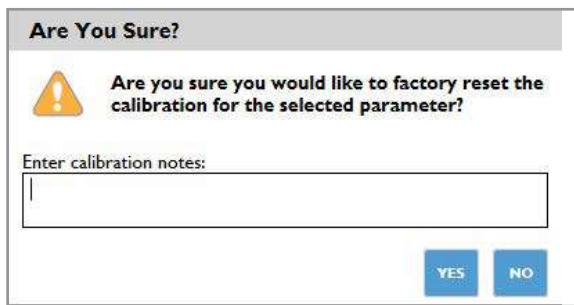 Are You Sure?
Are you sure you would like to factory reset the
calibration for the selected parameter?
Enter calibration notes:
YES NO